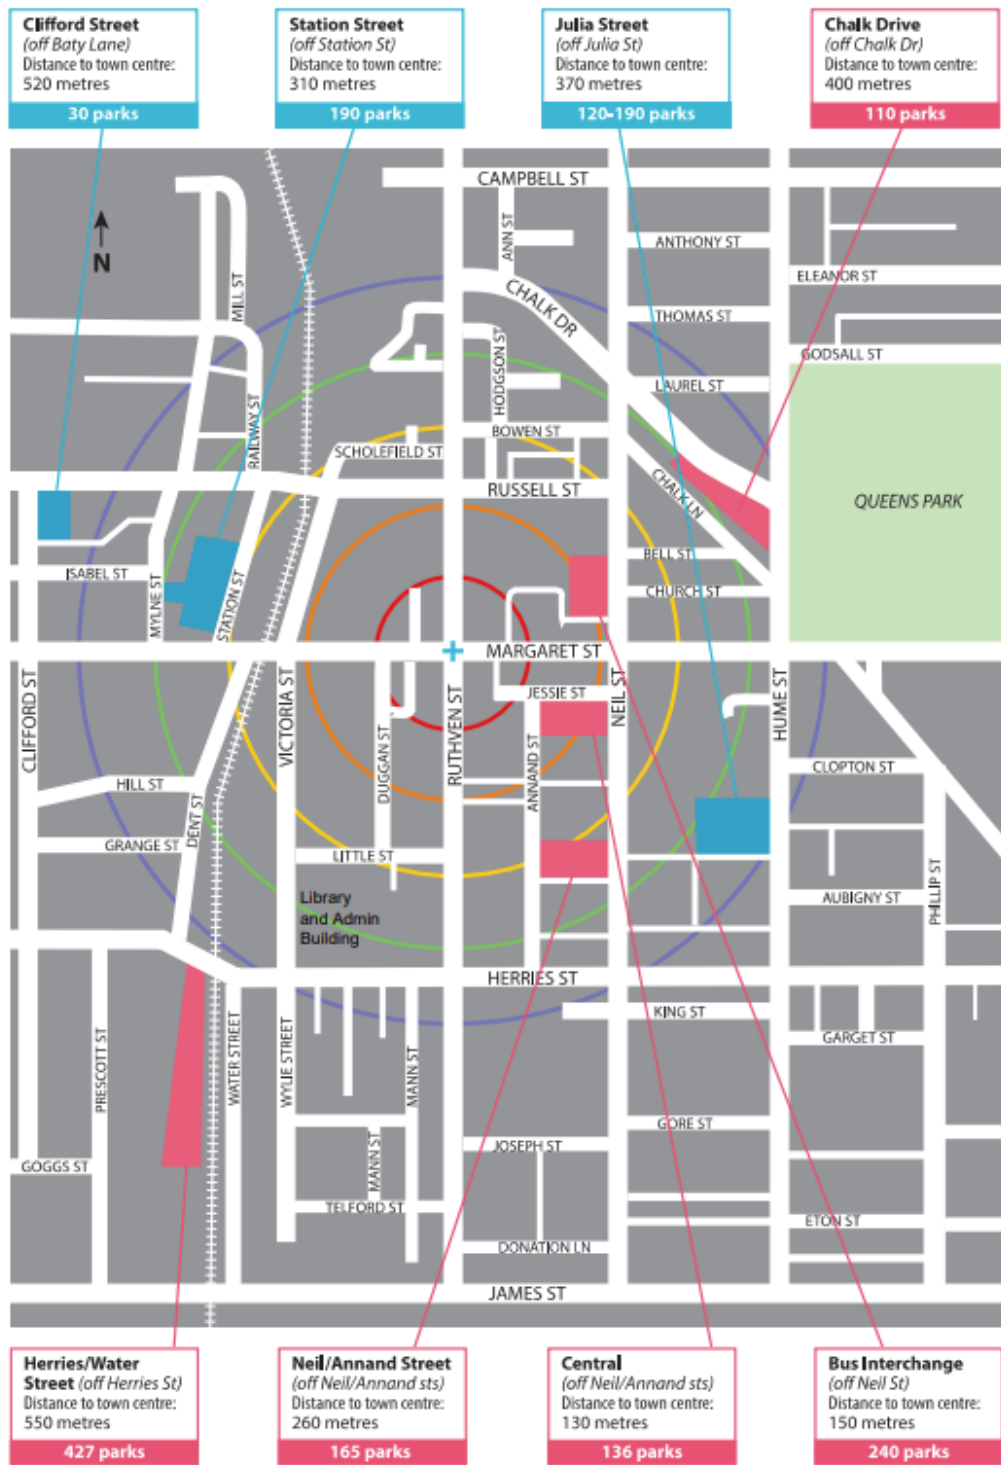 Clifford Street
(off Baty Lane)
Distance to town centre:
520 metres
30 parks
Station Street
(off Station St)
Distance to town centre:
310 metres
190 parks
Julia Street
(off Julia St)
Distance to town centre:
370 metres
120-190 parks
Chalk Drive
(off Chalk Dr)
Distance to town centre:
400 metres
110 parks
N
CAMPBELL ST
ANN ST
ANTHONY ST
ELEANOR ST
MILL ST
CHALK DR
THOMAS ST
GODSALL ST
HODGSON ST
LAUREL ST
RAILWAY ST
BOWEN ST
SCHOLEFIELD ST
RUSSELL ST
CHALK LN
QUEENS PARK
BELL ST
ISABEL ST
CHURCH ST
MYLNE ST
STATION ST
MARGARET ST
JESSIE ST
CLIFFORD ST
VICTORIA ST
DUGGAN ST
RUTHVEN ST
ANNAND ST
NEIL ST
HUME ST
CLOPTON ST
HILL ST
DENT ST
GRANGE ST
LITTLE ST
PHILLIP ST
AUBIGNY ST
Library
and Admin
Building
HERRIES ST
KING ST
GARGET ST
PRESCOTT ST
WATER STREET
WYLIE STREET
MANN ST
GORE ST
JOSEPH ST
MANN ST
GOGGS ST
TELFORD ST
ETON ST
DONATION LN
JAMES ST
Herries/Water
Street (off Herries St)
Distance to town centre:
550 metres
427 parks
Neil/Annand Street
(off Neil/Annand sts)
Distance to town centre:
260 metres
165 parks
Central
(off Neil/Annand sts)
Distance to town centre:
130 metres
136 parks
Bus Interchange
(off Neil St)
Distance to town centre:
150 metres
240 parks